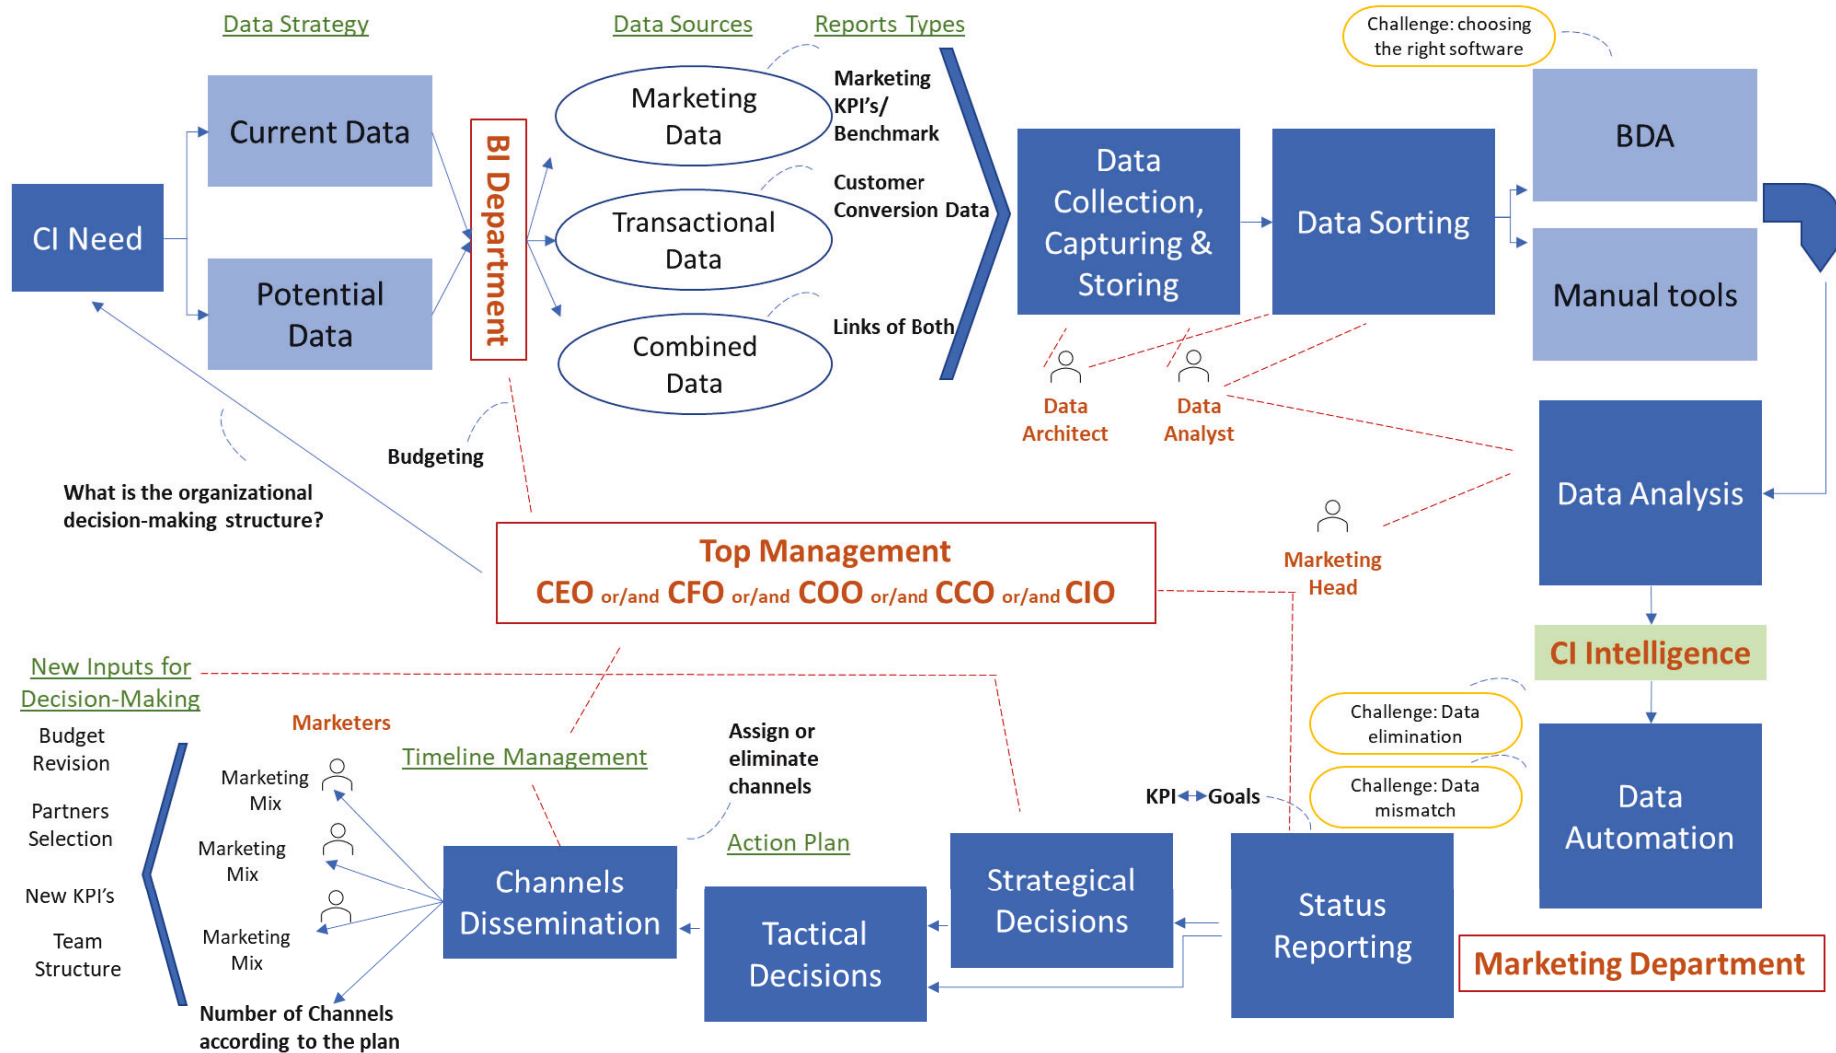 Data Strategy
Data Sources
Reports Types
Challenge: choosing
the right software
Current Data
Marketing
Data
Marketing
KPI's/
Benchmark
BDA
CI Need
BI Department
Data
Collection,
Capturing &
Storing
Data Sorting
Customer
Conversion Data
Transactional
Data
Potential
Data
Manual tools
Combined
Data
Links of Both
Data
Architect
Data
Analyst
Budgeting
What is the organizational
decision-making structure?
Data Analysis
Marketing
Head
Top Management
CEO or/and CFO or/and COO or/and CCO or/and CIO
CI Intelligence
New Inputs for
Decision-Making
Budget
Revision
Partners
Selection
New KPI's
Team
Structure
Marketers
Marketing
Mix
Marketing
Mix
Marketing
Mix
Number of Channels
according to the plan
Timeline Management
Assign or
eliminate
channels
Action Plan
Channels
Dissemination
Tactical
Decisions
Strategical
Decisions
KPI Goals
Status
Reporting
Challenge: Data
elimination
Challenge: Data
mismatch
Data
Automation
Marketing Department